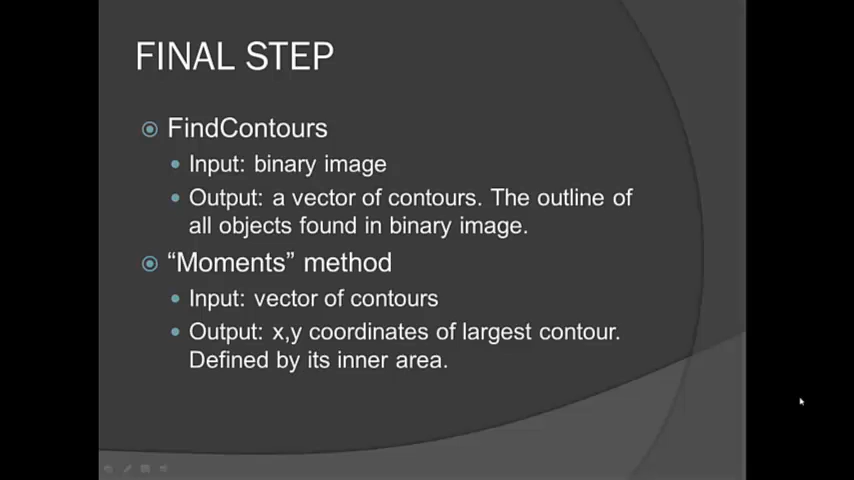 FINAL STEP
FindContours
Input: binary image
Output: a vector of contours. The outline of
all objects found in binary image.
“Moments” method
Input: vector of contours
Output: x,y coordinates of largest contour.
Defined by its inner area.